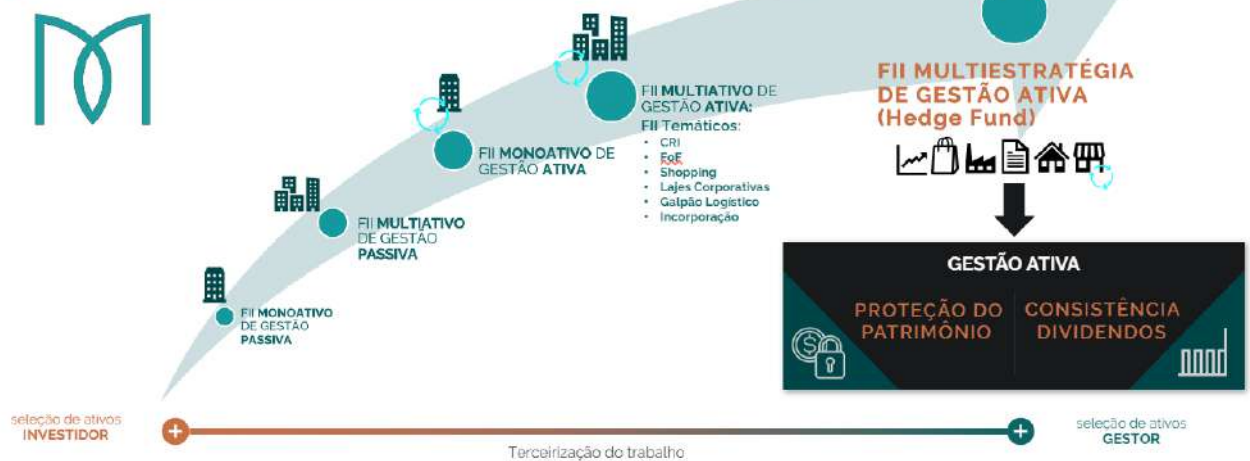 FII MULTIESTRATÉGIA
DE GESTÃO ATIVA
(Hedge Fund)
FII MULTIATIVO DE
GESTÃO ATIVA:
FII Temáticos:
• CRI
• FoF
• Shopping
• Lajes Corporativas
• Galpão Logístico
• Incorporação
FII MONOATIVO DE
GESTÃO ATIVA
FII MULTIATIVO
DE GESTÃO
PASSIVA
FII MONOATIVO
DE GESTÃO
PASSIVA
GESTÃO ATIVA
PROTEÇÃO DO
PATRIMÔNIO
CONSISTÊNCIA
DIVIDENDOS
seleção de ativos
INVESTIDOR
Terceirização do trabalho
seleção de ativos
GESTOR